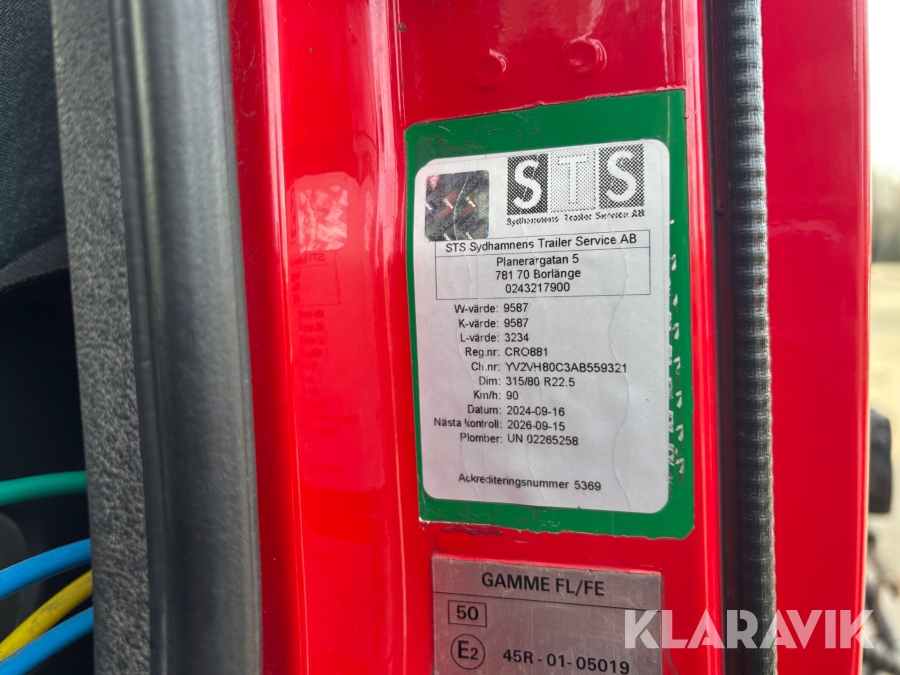 STS
Sydhamnens Trailer Service AB
STS Sydhamnens Trailer Service AB
Planerargatan 5
781 70 Borlänge
0243217900
W-värde: 9587
K-värde: 9587
L-värde: 3234
Reg.nr: CRO881
Ch.nr: YV2VH80C3AB559321
Dim: 315/80 R22.5
Km/h: 90
Datum: 2024-09-16
Nästa kontroll: 2026-09-15
Plomber: UN 02265258
Ackrediteringsnummer 5369
GAMME FL/FE
50
E2 45R-01-05019
KLARAVIK